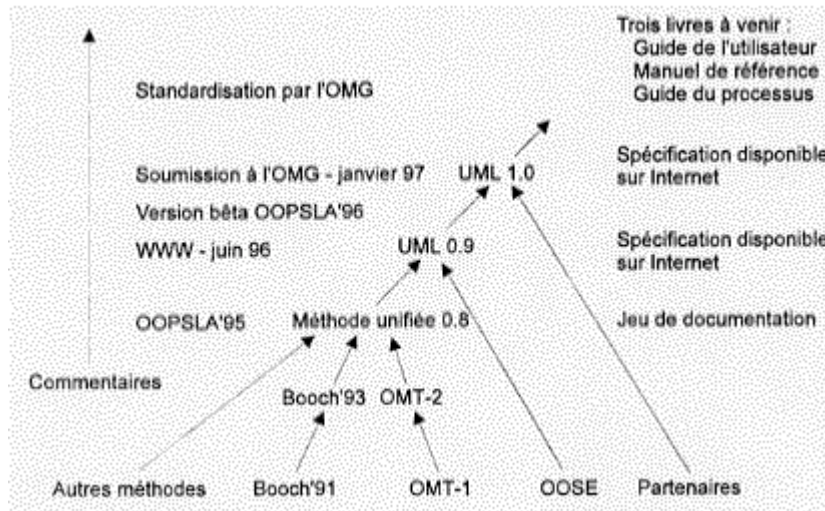 Trois livres à venir :
Guide de l'utilisateur
Manuel de référence
Guide du processus
Standardisation par l'OMG
Soumission à l'OMG - janvier 97
UML 1.0
Spécification disponible
sur Internet
Version bêta OOPSLA'96
WWW - juin 96
UML 0.9
Spécification disponible
sur Internet
OOPSLA'95
Méthode unifiée 0.8
Jeu de documentation
Commentaires
Booch'93
OMT-2
Autres méthodes
Booch'91
OMT-1
OOSE
Partenaires